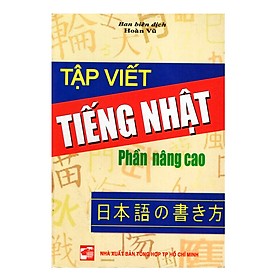 Ban biên dịch
Hoàn Vũ
TẬP VIẾT
TIẾNG NHẬT
Phần nâng cao
日本語の書き方
NHÀ XUẤT BẢN TỔNG HỢP TP HỒ CHÍ MINH